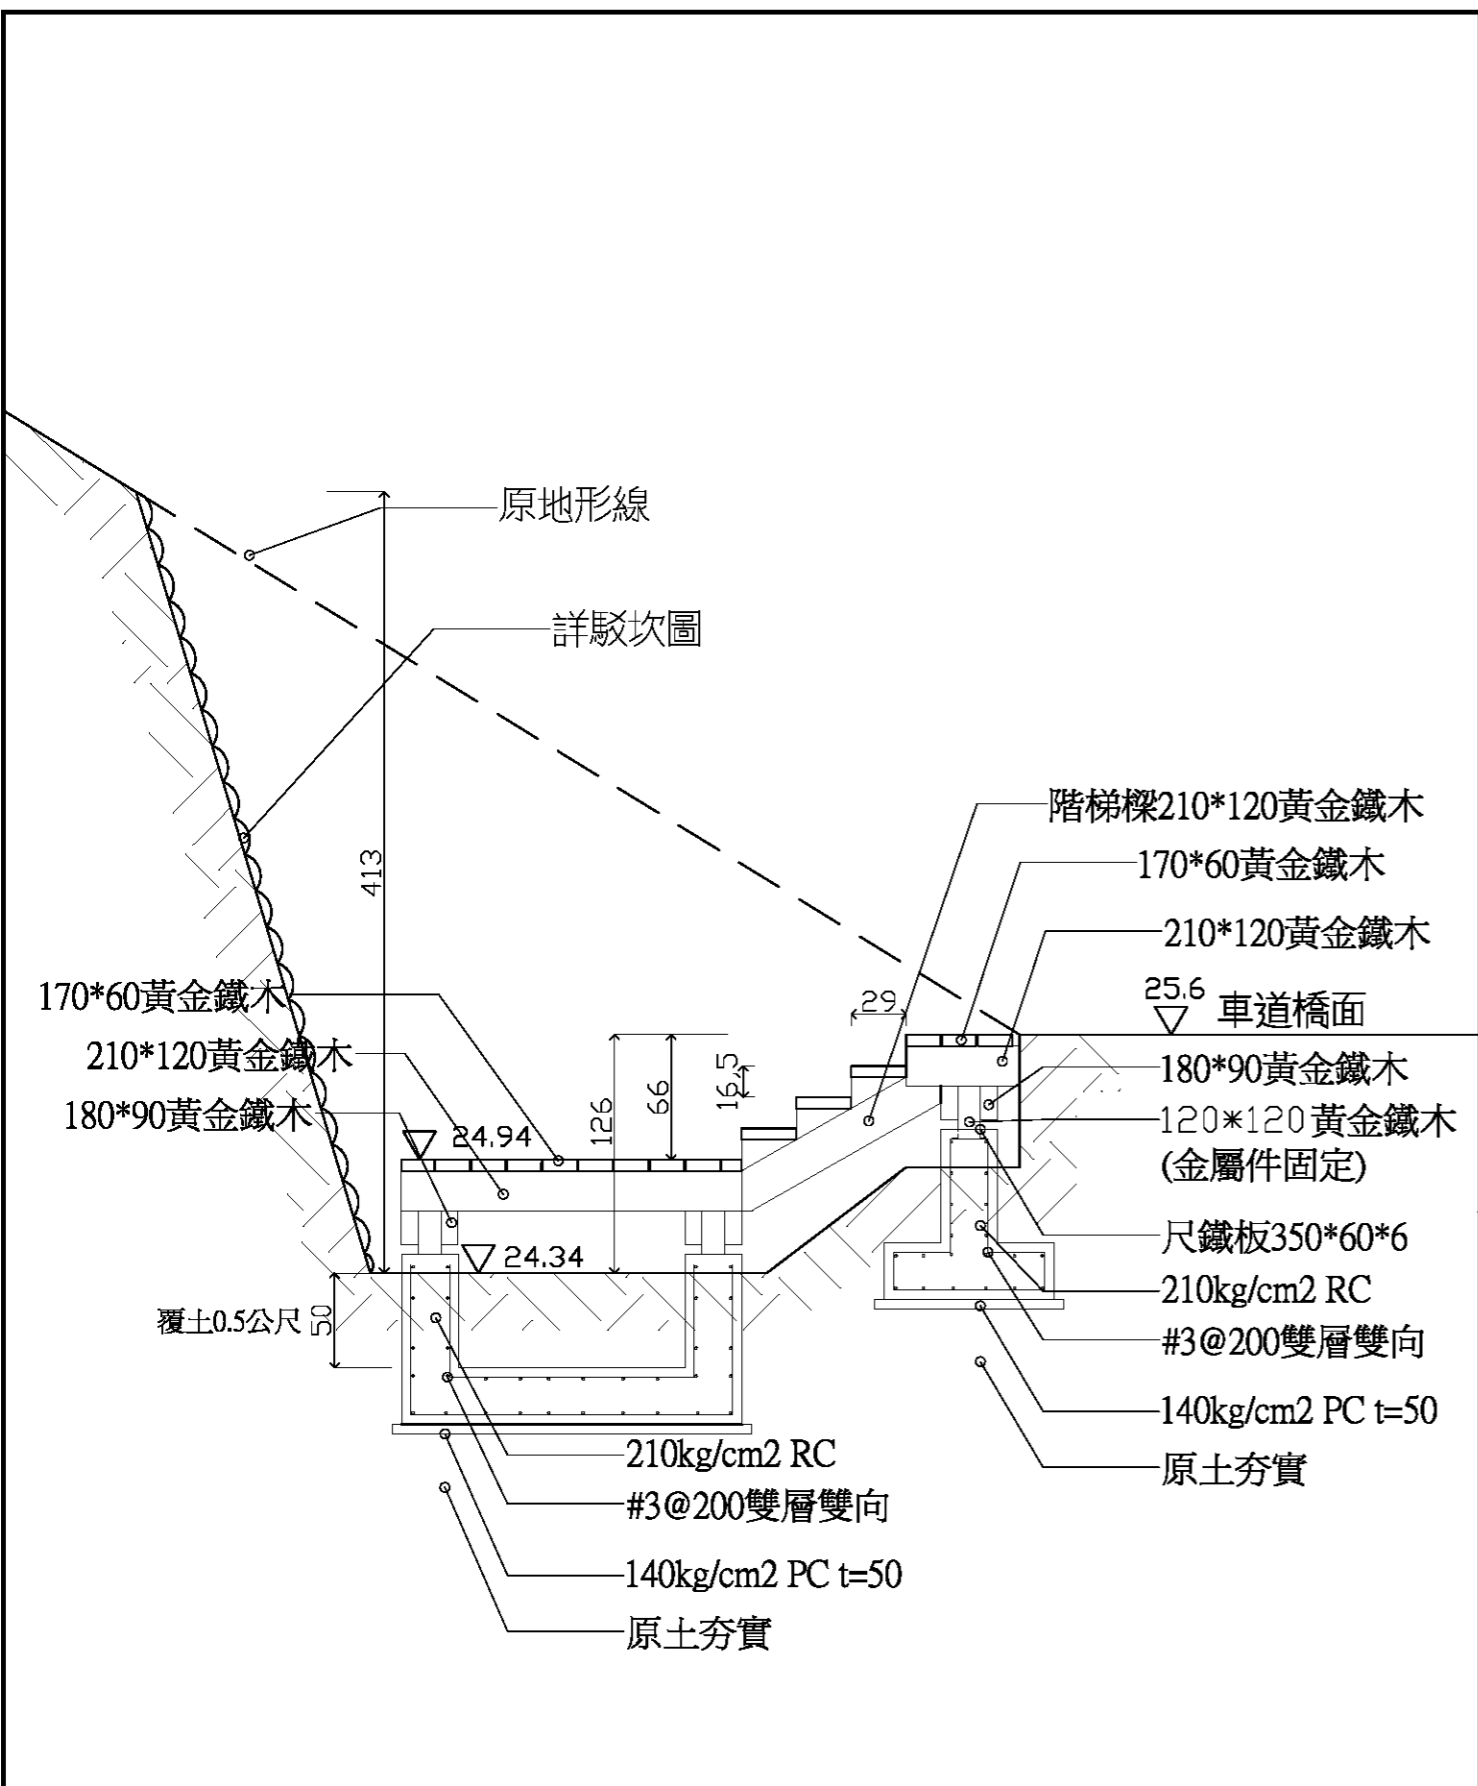 原地形線
詳駁坎圖
413
階梯樑210*120黃金鐵木
170*60黃金鐵木
210*120黃金鐵木
25.6
車道橋面
29
170*60黃金鐵木
210*120黃金鐵木
180*90黃金鐵木
24.94
126
66
16.5
180*90黃金鐵木
120*120黃金鐵木
(金屬件固定)
尺鐵板350*60*6
210kg/cm2 RC
#3@200雙層雙向
140kg/cm2 PC t=50
原土夯實
24.34
覆土0.5公尺
50
210kg/cm2 RC
#3@200雙層雙向
140kg/cm2 PC t=50
原土夯實